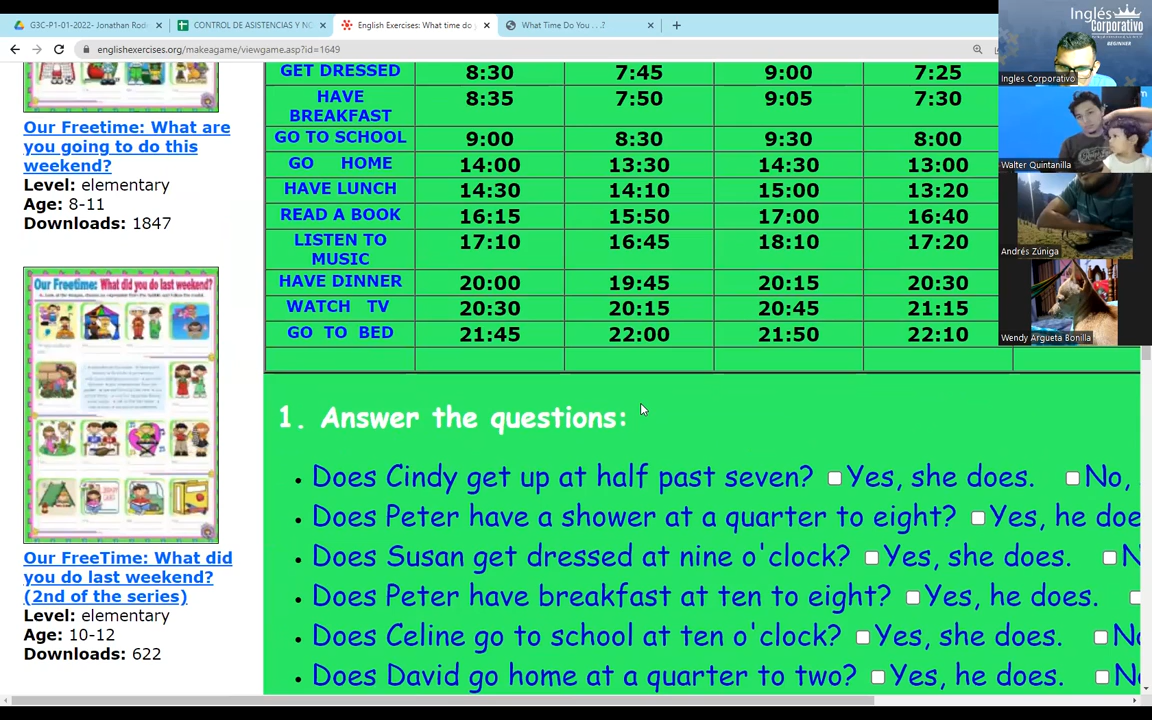 G3C-P1-01-2022- Jonathan Rod
CONTROL DE ASISTENCIAS Y NO
English Exercises: What time do y
What Time Do You . . .?
englishexercises.org/makeagame/viewgame.asp?id=1649
Inglés
Corporativo
BEGINNER
Ingles Corporativo
Walter Quintanilla
Andrés Zúniga
Wendy Argueta Bonilla
Our Freetime: What are
you going to do this
weekend?
Level: elementary
Age: 8-11
Downloads: 1847
Our Freetime: What did you do last weekend?
Our FreeTime: What did
you do last weekend?
(2nd of the series)
Level: elementary
Age: 10-12
Downloads: 622
GET DRESSED 8:30 7:45 9:00 7:25
HAVE
BREAKFAST 8:35 7:50 9:05 7:30
GO TO SCHOOL 9:00 8:30 9:30 8:00
GO HOME 14:00 13:30 14:30 13:00
HAVE LUNCH 14:30 14:10 15:00 13:20
READ A BOOK 16:15 15:50 17:00 16:40
LISTEN TO
MUSIC 17:10 16:45 18:10 17:20
HAVE DINNER 20:00 19:45 20:15 20:30
WATCH TV 20:30 20:15 20:45 21:15
GO TO BED 21:45 22:00 21:50 22:10
1. Answer the questions:
Does Cindy get up at half past seven? Yes, she does. No,
Does Peter have a shower at a quarter to eight? Yes, he doe
Does Susan get dressed at nine o'clock? Yes, she does. N
Does Peter have breakfast at ten to eight? Yes, he does.
Does Celine go to school at ten o'clock? Yes, she does. No
Does David go home at a quarter to two? Yes, he does. N